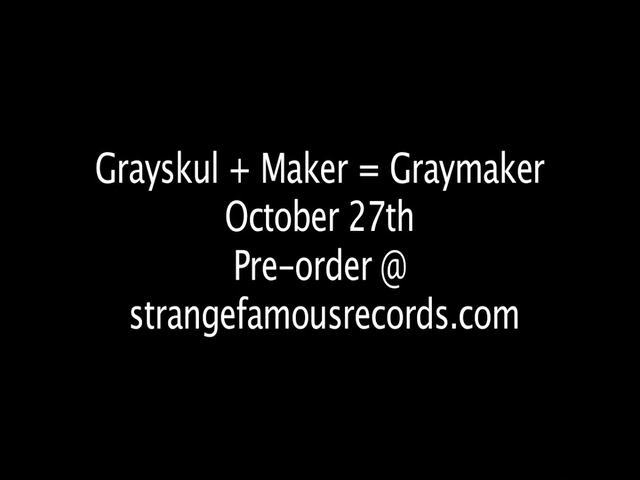 Grayskul + Maker = Graymaker
October 27th
Pre-order @
strangefamousrecords.com